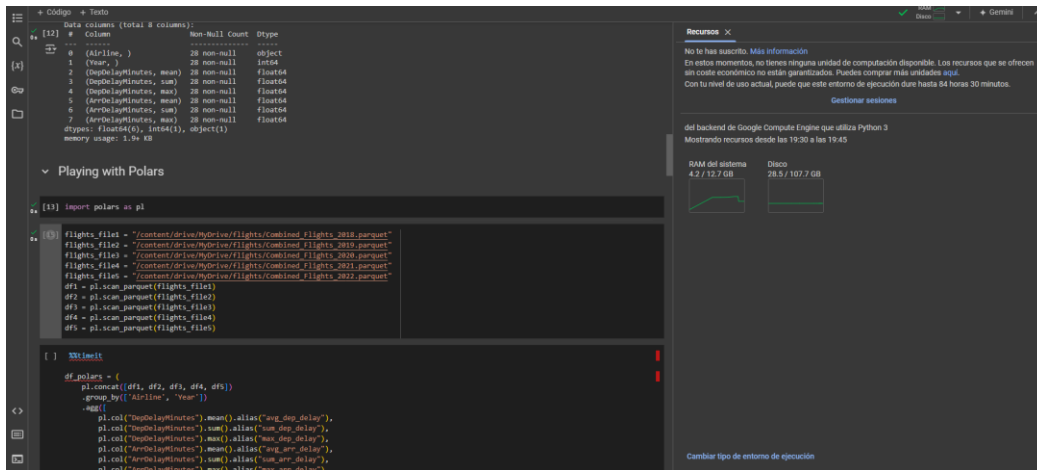 + Código + Texto
RAM
Disco
Gemini
Data columns (total 8 columns):
[12] # Column Non-Null Count Dtype
--- ------ -------------- -----
0 (Airline, ) 28 non-null object
1 (Year, ) 28 non-null int64
2 (DepDelayMinutes, mean) 28 non-null float64
3 (DepDelayMinutes, sum) 28 non-null float64
4 (DepDelayMinutes, max) 28 non-null float64
5 (ArrDelayMinutes, mean) 28 non-null float64
6 (ArrDelayMinutes, sum) 28 non-null float64
7 (ArrDelayMinutes, max) 28 non-null float64
dtypes: float64(6), int64(1), object(1)
memory usage: 1.9+ KB
Playing with Polars
[13] import polars as pl
flights_file1 = "/content/drive/MyDrive/flights/Combined_Flights_2018.parquet"
flights_file2 = "/content/drive/MyDrive/flights/Combined_Flights_2019.parquet"
flights_file3 = "/content/drive/MyDrive/flights/Combined_Flights_2020.parquet"
flights_file4 = "/content/drive/MyDrive/flights/Combined_Flights_2021.parquet"
flights_file5 = "/content/drive/MyDrive/flights/Combined_Flights_2022.parquet"
df1 = pl.scan_parquet(flights_file1)
df2 = pl.scan_parquet(flights_file2)
df3 = pl.scan_parquet(flights_file3)
df4 = pl.scan_parquet(flights_file4)
df5 = pl.scan_parquet(flights_file5)
[ ] %%timeit
df_polars = (
pl.concat([df1, df2, df3, df4, df5])
.group_by(['Airline', 'Year'])
.agg([
pl.col("DepDelayMinutes").mean().alias("avg_dep_delay"),
pl.col("DepDelayMinutes").sum().alias("sum_dep_delay"),
pl.col("DepDelayMinutes").max().alias("max_dep_delay"),
pl.col("ArrDelayMinutes").mean().alias("avg_arr_delay"),
pl.col("ArrDelayMinutes").sum().alias("sum_arr_delay"),
pl.col("ArrDelayMinutes").max().alias("max_arr_delay"),
Recursos ×
No te has suscrito. Más información
En estos momentos, no tienes ninguna unidad de computación disponible. Los recursos que se ofrecen
sin coste económico no están garantizados. Puedes comprar más unidades aquí.
Con tu nivel de uso actual, puede que este entorno de ejecución dure hasta 84 horas 30 minutos.
Gestionar sesiones
del backend de Google Compute Engine que utiliza Python 3
Mostrando recursos desde las 19:30 a las 19:45
RAM del sistema
4.2 / 12.7 GB
Disco
28.5 / 107.7 GB
Cambiar tipo de entorno de ejecución